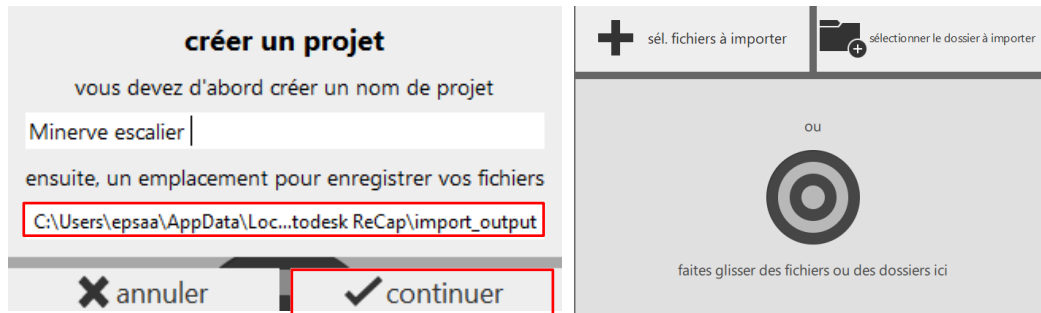 créer un projet
vous devez d'abord créer un nom de projet
Minerve escalier
ensuite, un emplacement pour enregistrer vos fichiers
C:\Users\epsaa\AppData\Loc...todesk ReCap\import_output
annuler
continuer
sél. fichiers à importer
sélectionner le dossier à importer
ou
faites glisser des fichiers ou des dossiers ici